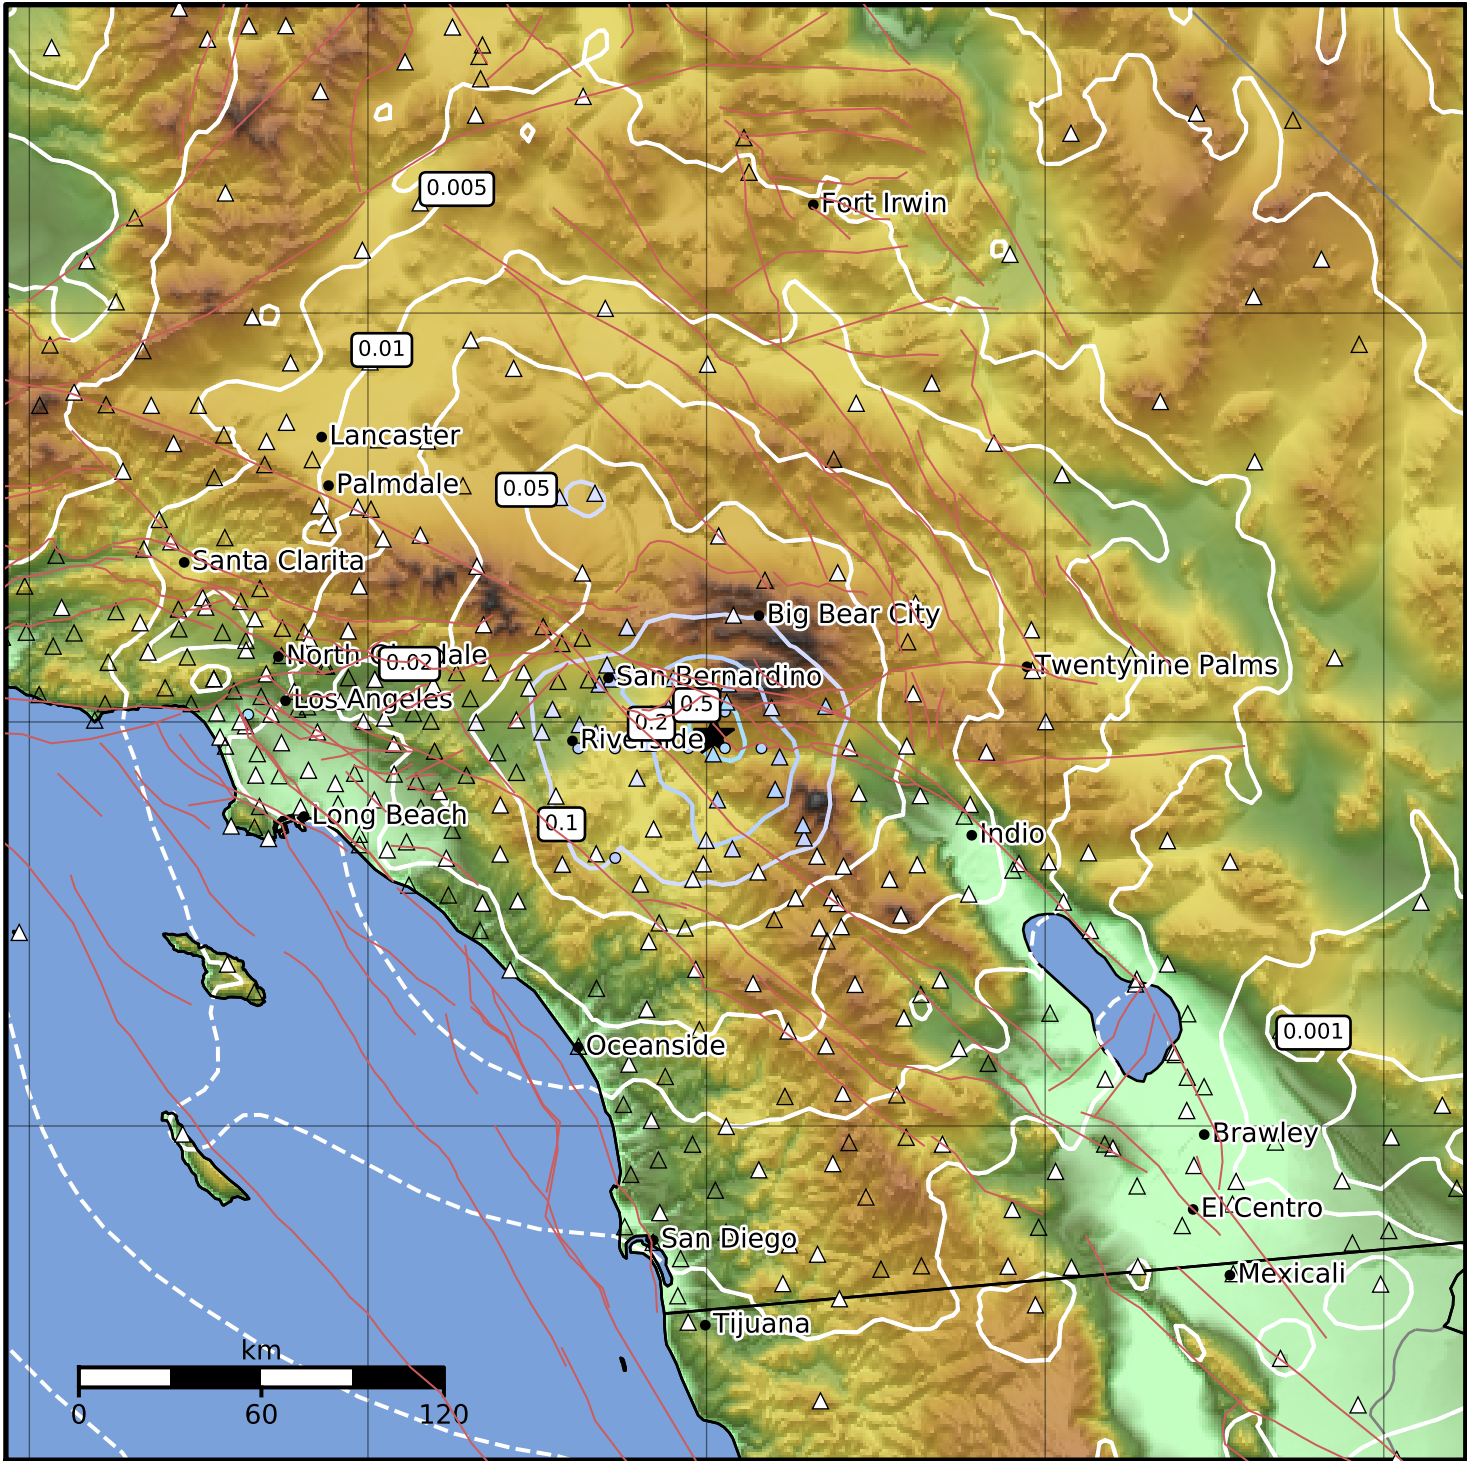 0.005
Fort Irwin
0.01
Lancaster
Palmdale
0.05
Santa Clarita
Big Bear City
North Glendale
0.02
San Bernardino
Twentynine Palms
Los Angeles
0.5
0.2
Riverside
Long Beach
0.1
Indio
Oceanside
0.001
Brawley
El Centro
San Diego
Mexicali
Tijuana
km
0 60 120